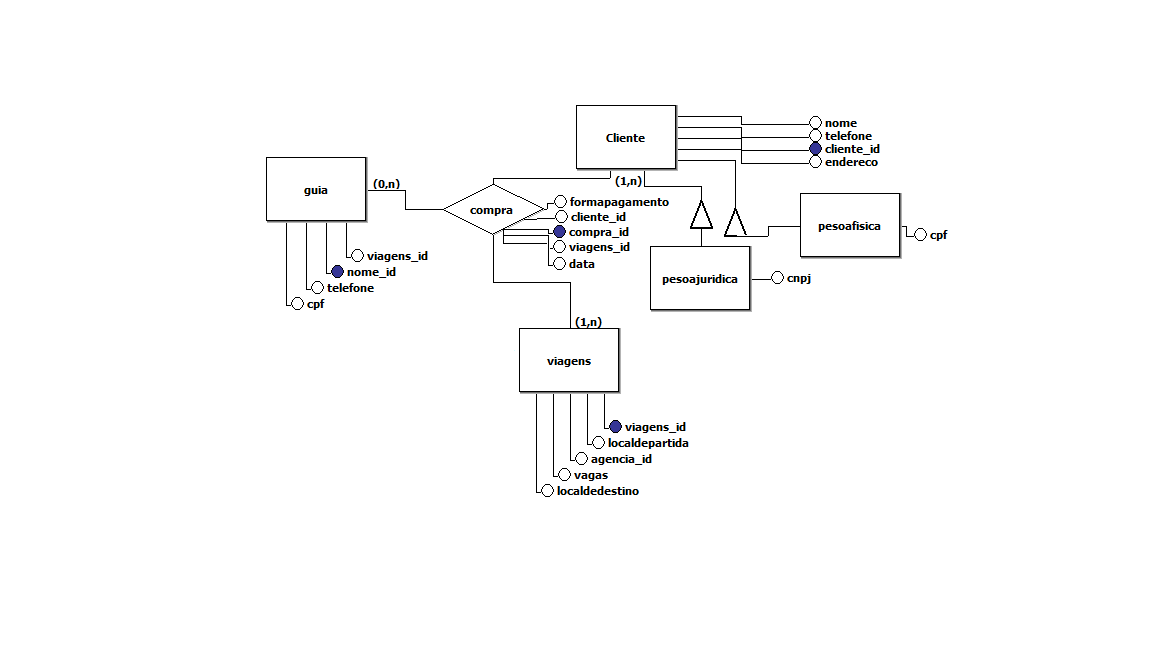 Cliente
nome
telefone
cliente_id
endereco
guia
(0,n)
(1,n)
compra
formapagamento
cliente_id
compra_id
viagens_id
data
pesoafisica
cpf
viagens_id
nome_id
telefone
cpf
pesoajuridica
cnpj
(1,n)
viagens
viagens_id
localdepartida
agencia_id
vagas
localdedestino